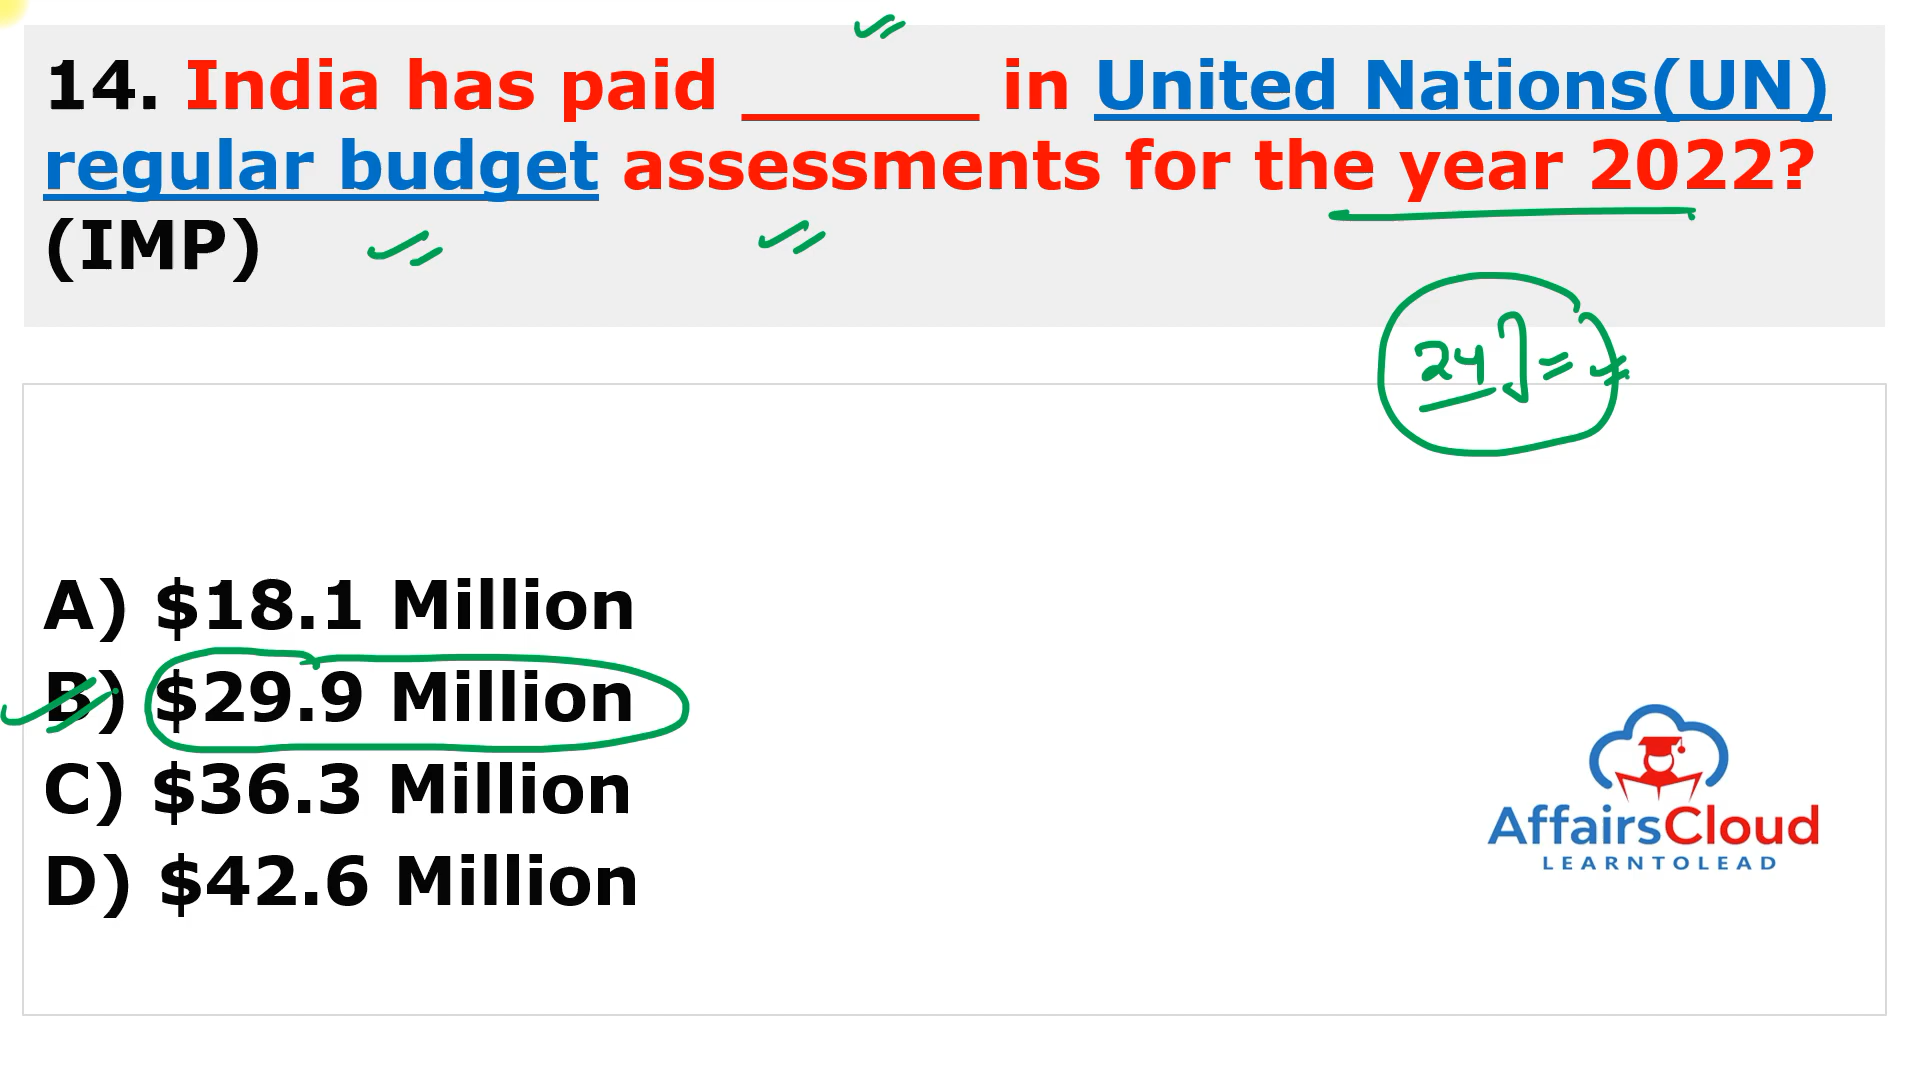 14. India has paid _______ in United Nations(UN)
regular budget assessments for the year 2022?
(IMP)
24
A) $18.1 Million
B) $29.9 Million
C) $36.3 Million
D) $42.6 Million
AffairsCloud
LEARNTOLEAD